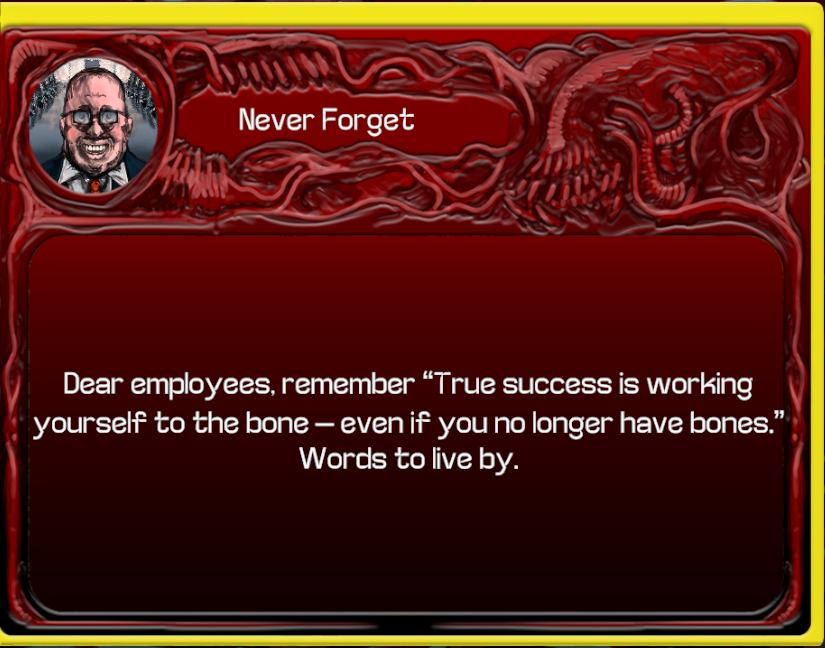 Never Forget
Dear employees, remember “True success is working
yourself to the bone – even if you no longer have bones.”
Words to live by.